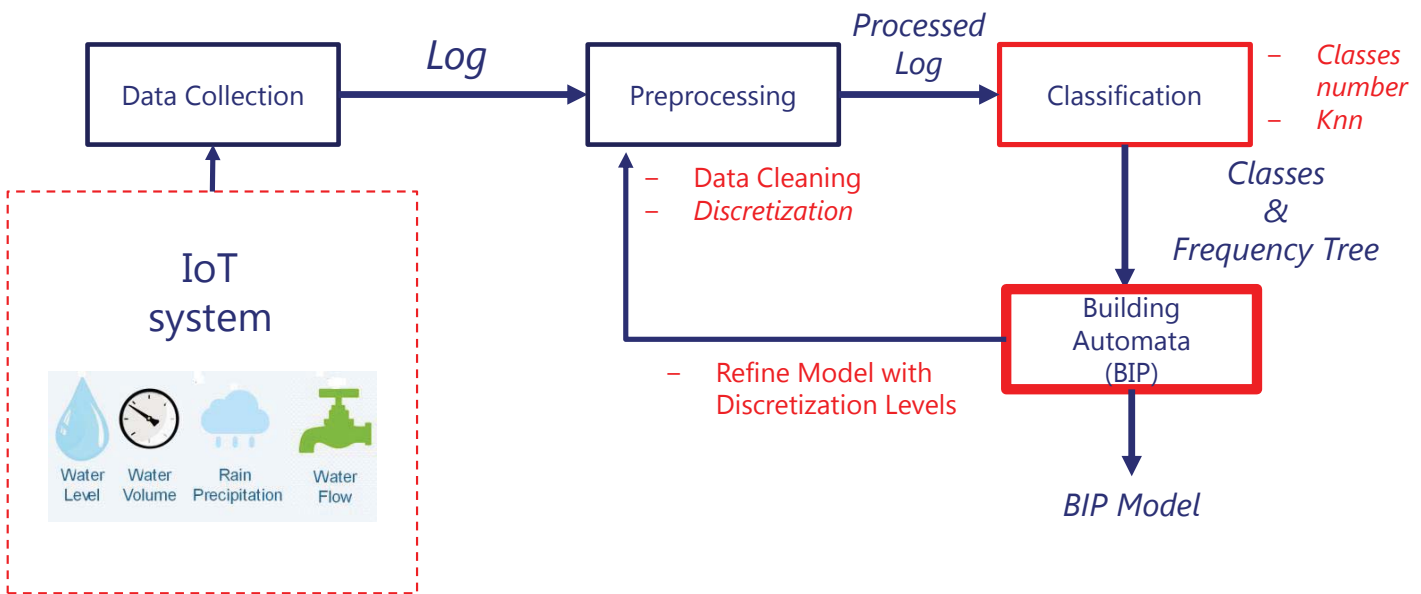 Data Collection
Log
Preprocessing
Processed
Log
Classification
– Classes
number
– Knn
– Data Cleaning
– Discretization
Classes
&
Frequency Tree
IoT
system
Water
Level
Water
Volume
Rain
Precipitation
Water
Flow
Building
Automata
(BIP)
– Refine Model with
Discretization Levels
BIP Model